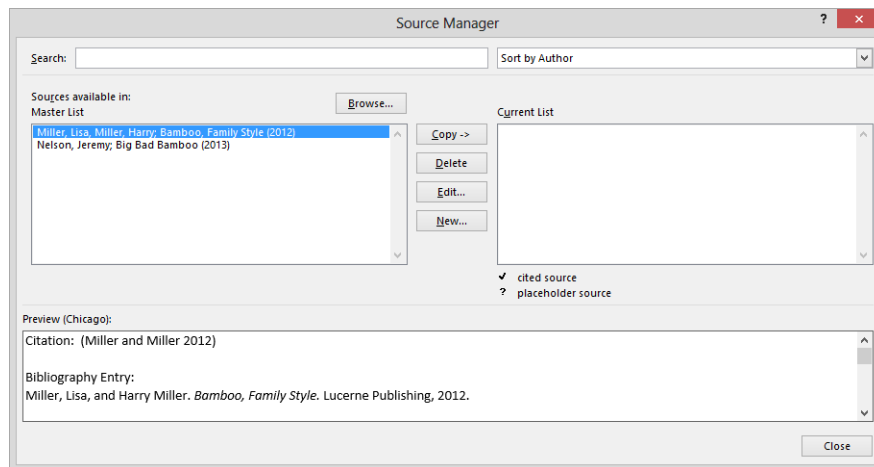 Source Manager
?
Search:
Sort by Author
Sources available in:
Master List
Browse...
Current List
Miller, Lisa, Miller, Harry; Bamboo, Family Style (2012)
Nelson, Jeremy; Big Bad Bamboo (2013)
Copy ->
Delete
Edit...
New...
✓ cited source
? placeholder source
Preview (Chicago):
Citation: (Miller and Miller 2012)
Bibliography Entry:
Miller, Lisa, and Harry Miller. Bamboo, Family Style. Lucerne Publishing, 2012.
Close